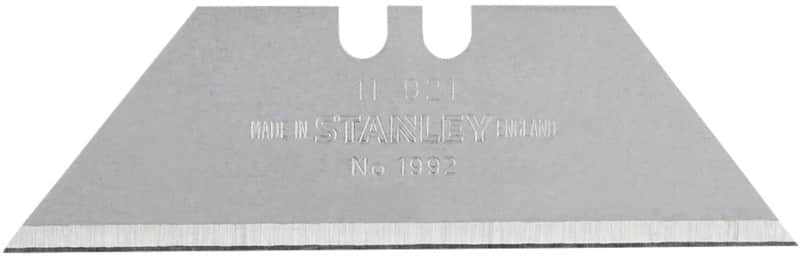 11 921
MADE IN STANLEY ENGLAND
No 1992